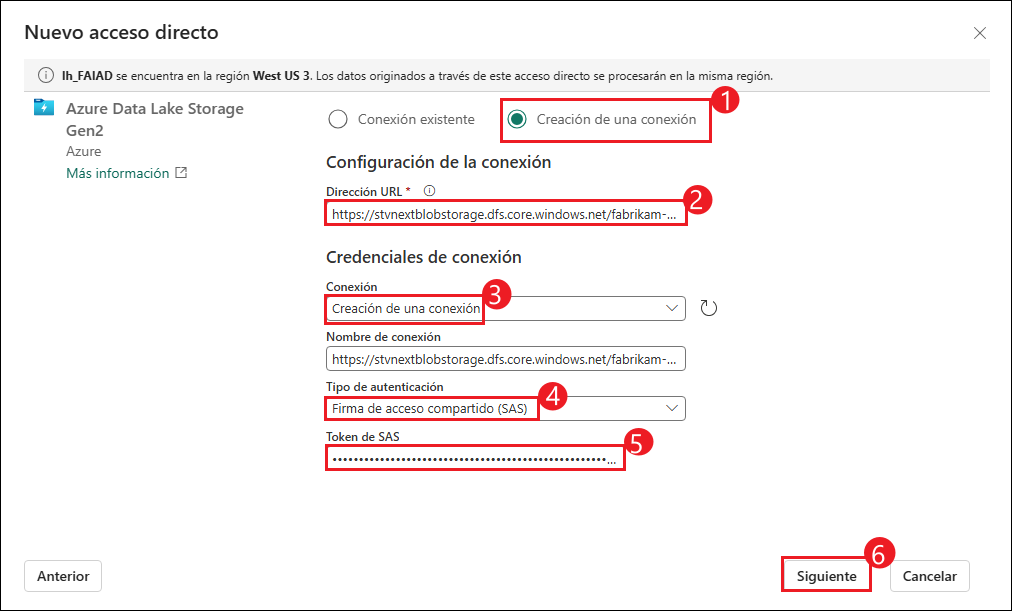 Nuevo acceso directo
lh_FAIAD se encuentra en la región West US 3. Los datos originados a través de este acceso directo se procesarán en la misma región.
Azure Data Lake Storage
Gen2
Azure
Más información
Conexión existente
Creación de una conexión
1
Configuración de la conexión
Dirección URL *
https://stvnextblobstorage.dfs.core.windows.net/fabrikam-...
2
Credenciales de conexión
Conexión
Creación de una conexión
3
Nombre de conexión
https://stvnextblobstorage.dfs.core.windows.net/fabrikam-...
Tipo de autenticación
Firma de acceso compartido (SAS)
4
Token de SAS
5
Anterior
Siguiente
6
Cancelar